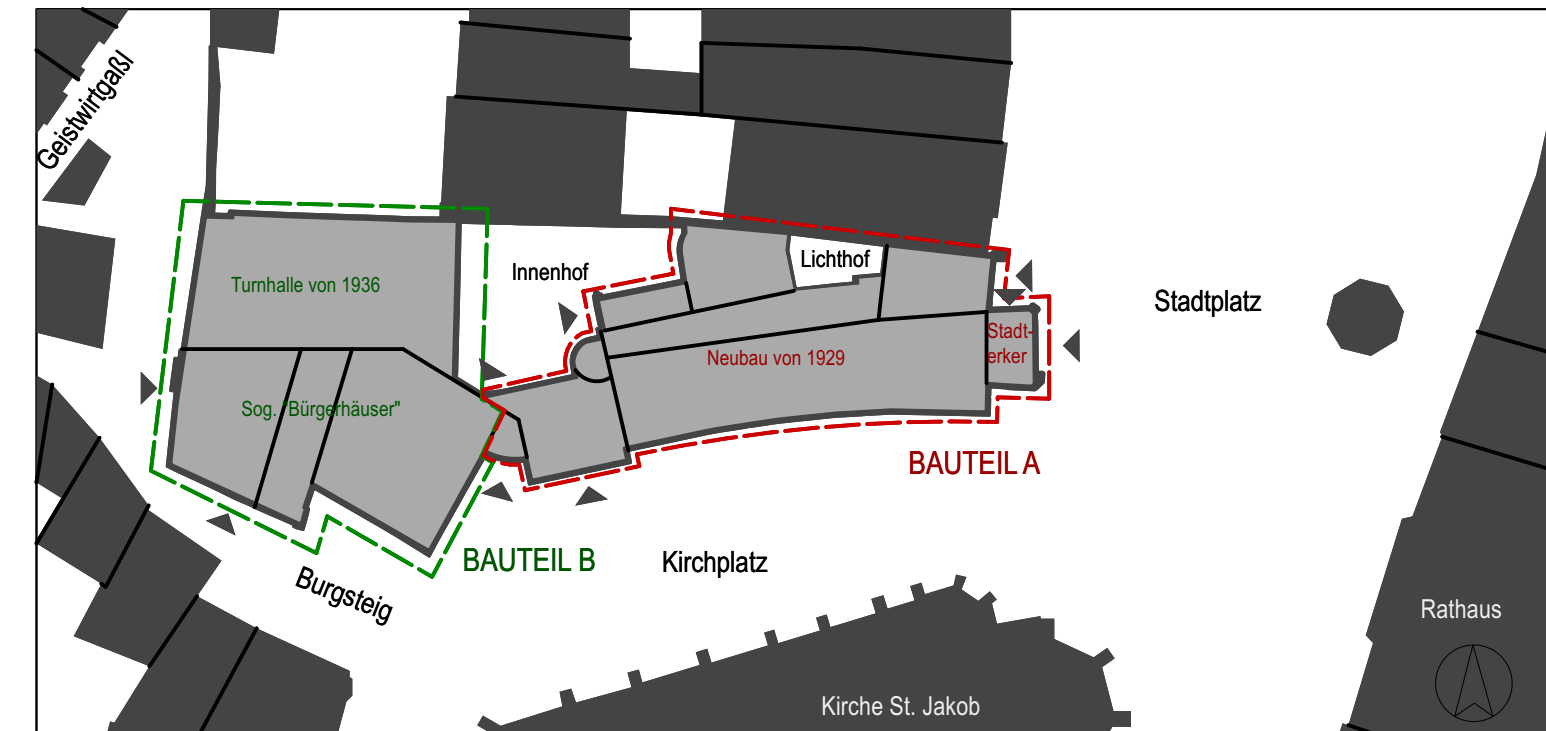 Geistwirtgaßl
Turnhalle von 1936
Innenhof
Lichthof
Stadtplatz
Stadt-
erker
Neubau von 1929
Sog. "Bürgerhäuser"
BAUTEIL A
BAUTEIL B
Kirchplatz
Burgsteig
Rathaus
Kirche St. Jakob